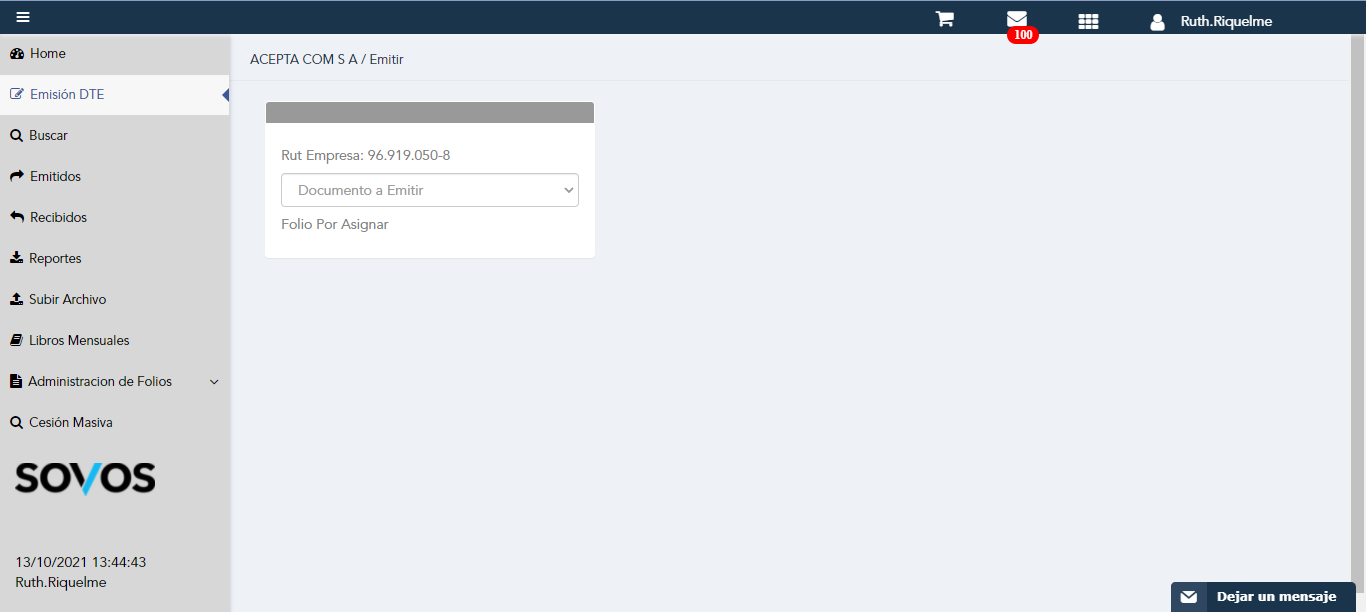 Ruth.Riquelme
100
Home
ACEPTA COM S A / Emitir
Emisión DTE
Buscar
Emitidos
Recibidos
Reportes
Subir Archivo
Libros Mensuales
Administracion de Folios
Cesión Masiva
Rut Empresa: 96.919.050-8
Documento a Emitir
Folio Por Asignar
SOVOS
13/10/2021 13:44:43
Ruth.Riquelme
Dejar un mensaje